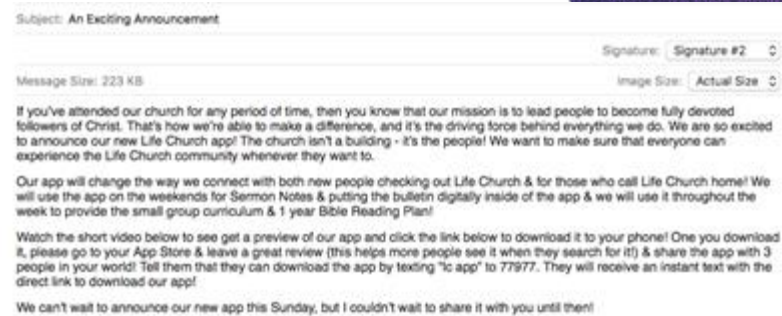 Subject: An Exciting Announcement
Signature: Signature #2
Message Size: 223 KB
Image Size: Actual Size
If you've attended our church for any period of time, then you know that our mission is to lead people to become fully devoted
followers of Christ. That's how we're able to make a difference, and it's the driving force behind everything we do. We are so excited
to announce our new Life Church app! The church isn't a building - it's the people! We want to make sure that everyone can
experience the Life Church community whenever they want to.
Our app will change the way we connect with both new people checking out Life Church & for those who call Life Church home! We
will use the app on the weekends for Sermon Notes & putting the bulletin digitally inside of the app & we will use it throughout the
week to provide the small group curriculum & 1 year Bible Reading Plan!
Watch the short video below to see get a preview of our app and click the link below to download it to your phone! One you download
it, please go to your App Store & leave a great review (this helps more people see it when they search for it!) & share the app with 3
people in your world! Tell them that they can download the app by texting "lc app" to 77977. They will receive an instant text with the
direct link to download our app!
We can't wait to announce our new app this Sunday, but I couldn't wait to share it with you until then!